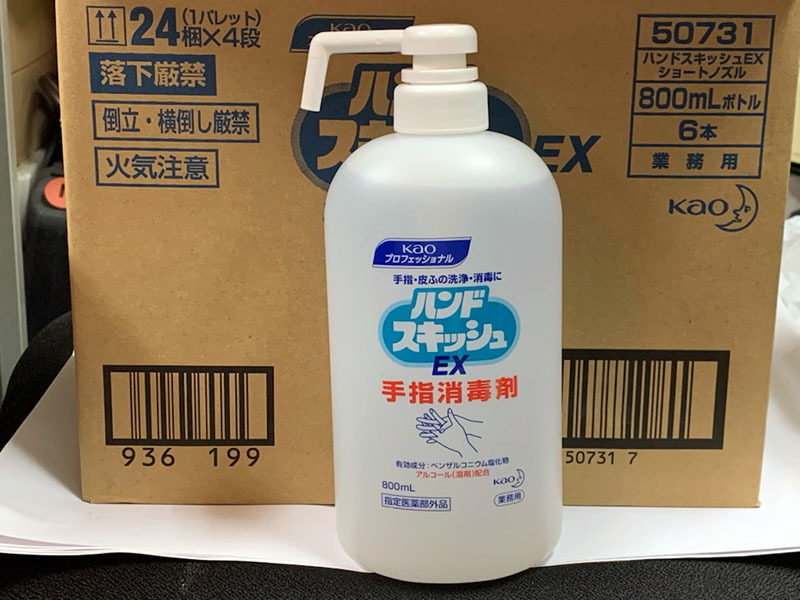 24 (1パレット)
梱×4段
落下厳禁
倒立・横倒し厳禁
火気注意
Kao
ハンド
スキッシュ
EX
50731
ハンドスキッシュEX
ショートノズル
800mLボトル
6本
業務用
Kao
936 199
50731 7
Kao
プロフェッショナル
手指・皮ふの洗浄・消毒に
ハンド
スキッシュ
EX
手指消毒剤
有効成分:ベンザルコニウム塩化物
アルコール(溶剤)配合
800mL
Kao
指定医薬部外品
業務用